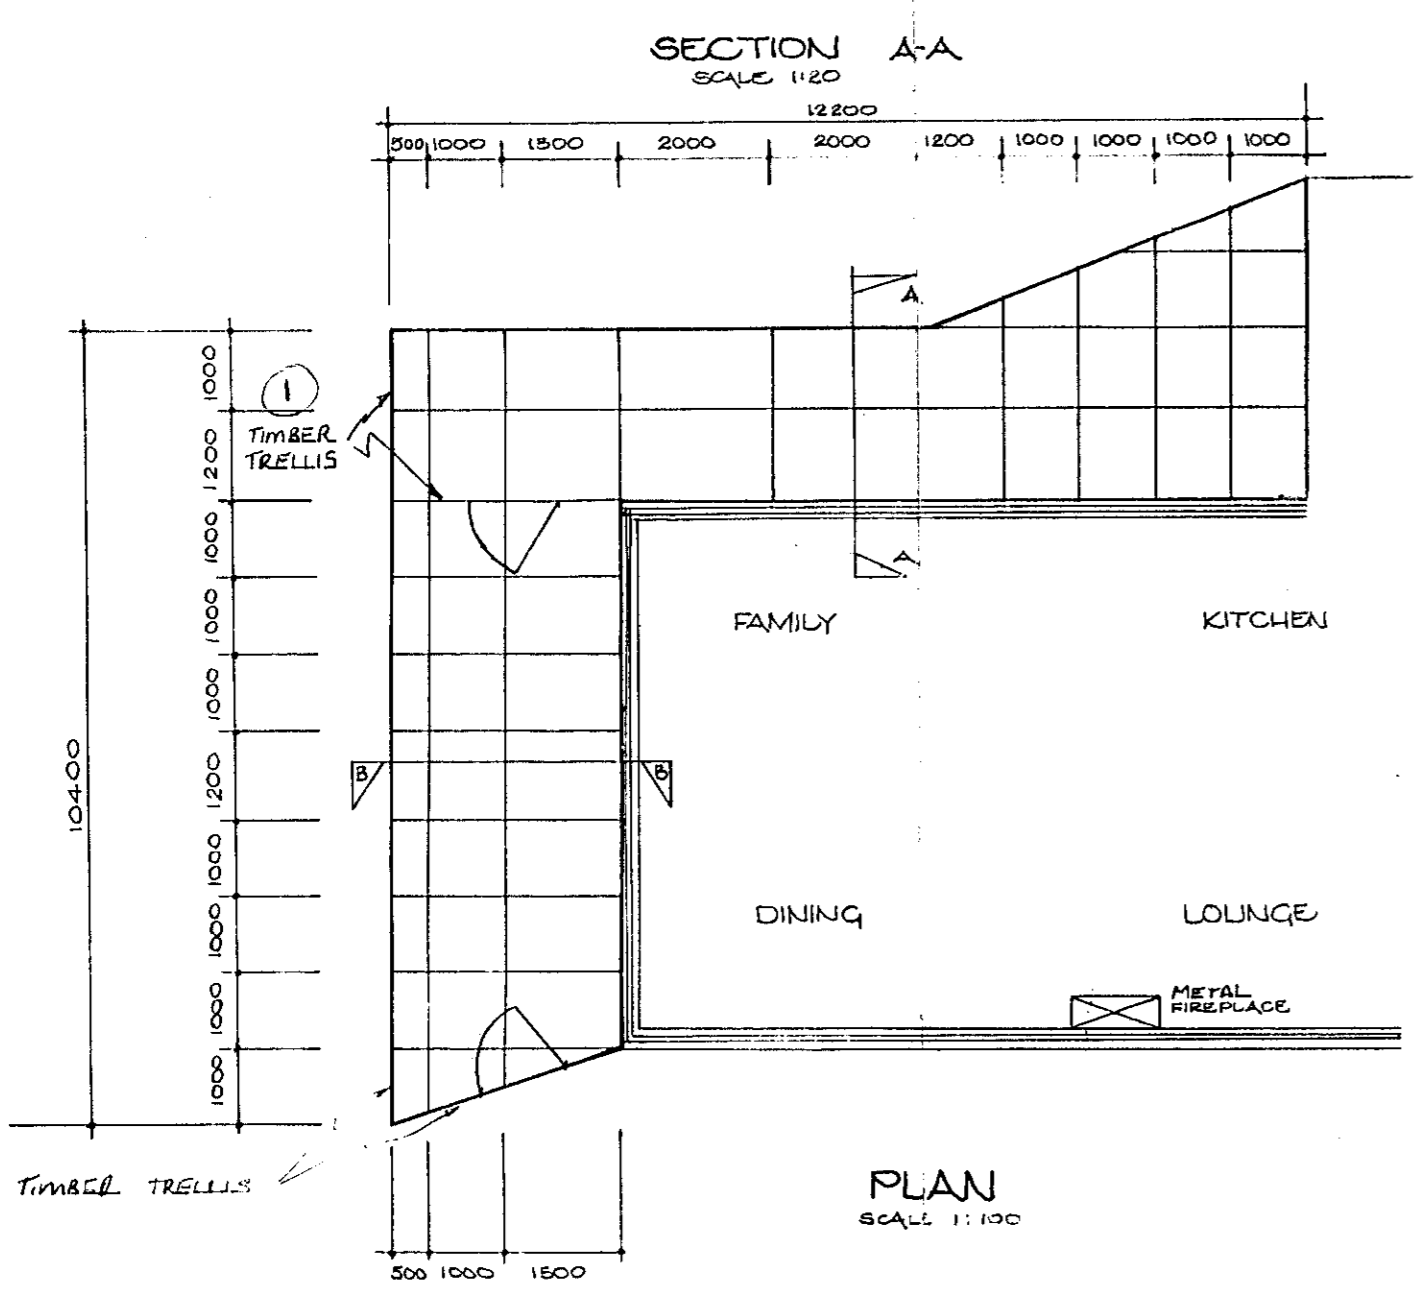 SECTION A-A
SCALE 1:20
12200
500 1000 1500 2000 2000 1200 1000 1000 1000 1000
A
1000
1
TIMBER
TRELLIS
1200
1000
A
1000
FAMILY KITCHEN
1000
10400
1200
B B
1000
1000
DINING LOUNGE
1000
METAL
FIREPLACE
1000
TIMBER TRELLIS
PLAN
SCALE 1:100
500 1000 1500